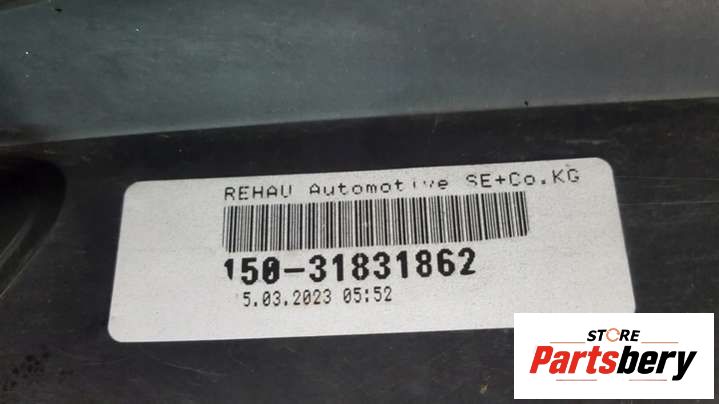 REHAU Automotive SE+Co.KG
150-31831862
5.03.2023 05:52
STORE
Partsbery